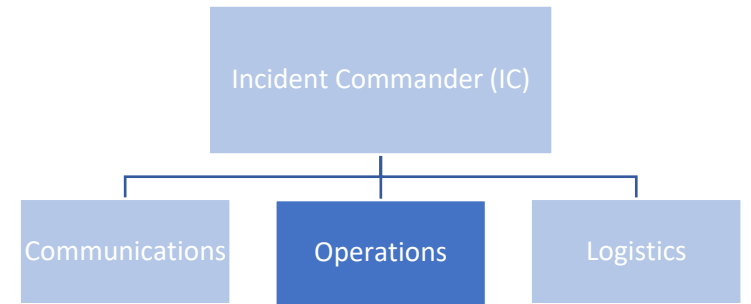 Incident Commander (IC)
Communications
Operations
Logistics